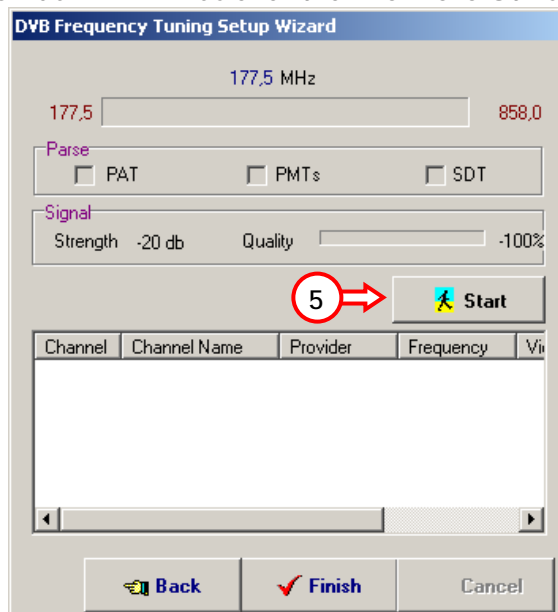 DVB Frequency Tuning Setup Wizard
177,5 MHz
177,5 858,0
Parse
PAT PMTs SDT
Signal
Strength -20 db Quality -100%
5 Start
Channel Channel Name Provider Frequency
Back Finish Cancel